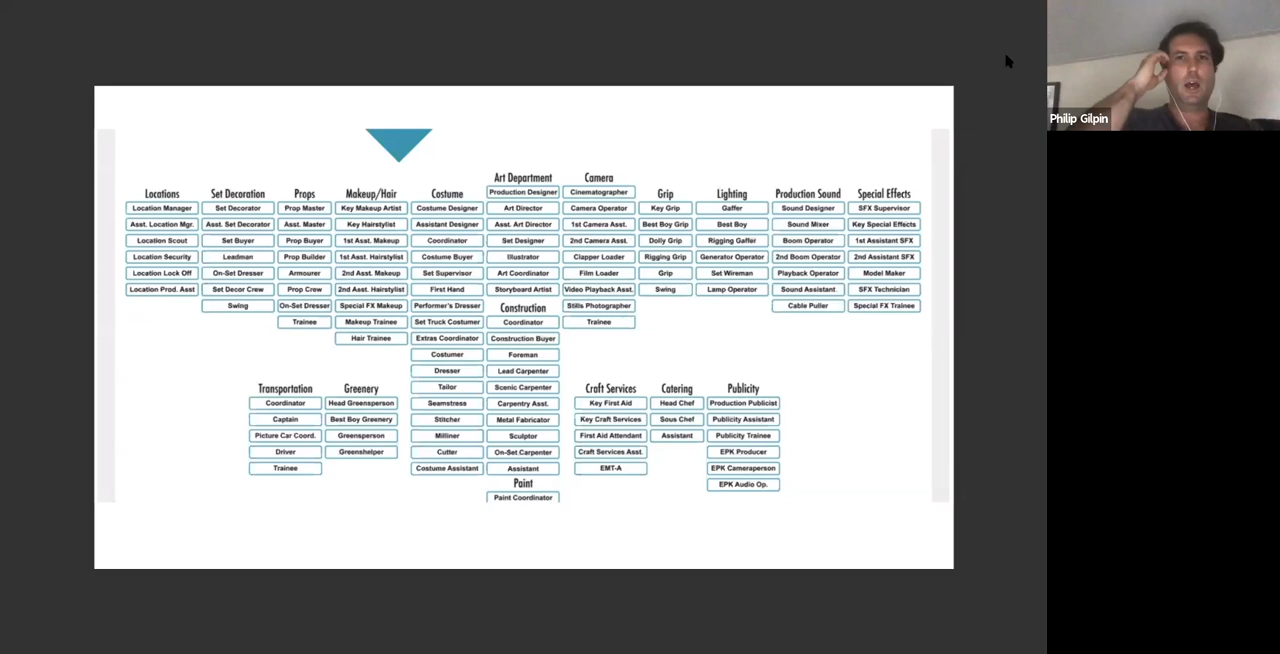 Philip Gilpin
Locations
Location Manager
Asst. Location Mgr.
Location Scout
Location Security
Location Lock Off
Location Prod. Asst
Set Decoration
Set Decorator
Asst. Set Decorator
Set Buyer
Leadman
On-Set Dresser
Set Decor Crew
Swing
Props
Prop Master
Asst. Master
Prop Buyer
Prop Builder
Armourer
Prop Crew
On-Set Dresser
Trainee
Makeup/Hair
Key Makeup Artist
Key Hairstylist
1st Asst. Makeup
1st Asst. Hairstylist
2nd Asst. Makeup
2nd Asst. Hairstylist
Special FX Makeup
Makeup Trainee
Hair Trainee
Costume
Costume Designer
Assistant Designer
Coordinator
Costume Buyer
Set Supervisor
First Hand
Performer's Dresser
Set Truck Costumer
Extras Coordinator
Costumer
Dresser
Tailor
Seamstress
Stitcher
Milliner
Cutter
Costume Assistant
Art Department
Production Designer
Art Director
Asst. Art Director
Set Designer
Illustrator
Art Coordinator
Storyboard Artist
Construction
Coordinator
Construction Buyer
Foreman
Lead Carpenter
Scenic Carpenter
Carpentry Asst.
Metal Fabricator
Sculptor
On-Set Carpenter
Assistant
Paint
Paint Coordinator
Camera
Cinematographer
Camera Operator
1st Camera Asst.
2nd Camera Asst.
Clapper Loader
Film Loader
Video Playback Asst.
Stills Photographer
Trainee
Grip
Key Grip
Best Boy Grip
Dolly Grip
Rigging Grip
Grip
Swing
Lighting
Gaffer
Best Boy
Rigging Gaffer
Generator Operator
Set Wireman
Lamp Operator
Production Sound
Sound Designer
Sound Mixer
Boom Operator
2nd Boom Operator
Playback Operator
Sound Assistant
Cable Puller
Special Effects
SFX Supervisor
Key Special Effects
1st Assistant SFX
2nd Assistant SFX
Model Maker
SFX Technician
Special FX Trainee
Transportation
Coordinator
Captain
Picture Car Coord.
Driver
Trainee
Greenery
Head Greensperson
Best Boy Greenery
Greensperson
Greenshelper
Craft Services
Key First Aid
Key Craft Services
First Aid Attendant
Craft Services Asst.
EMT-A
Catering
Head Chef
Sous Chef
Assistant
Publicity
Production Publicist
Publicity Assistant
Publicity Trainee
EPK Producer
EPK Cameraperson
EPK Audio Op.